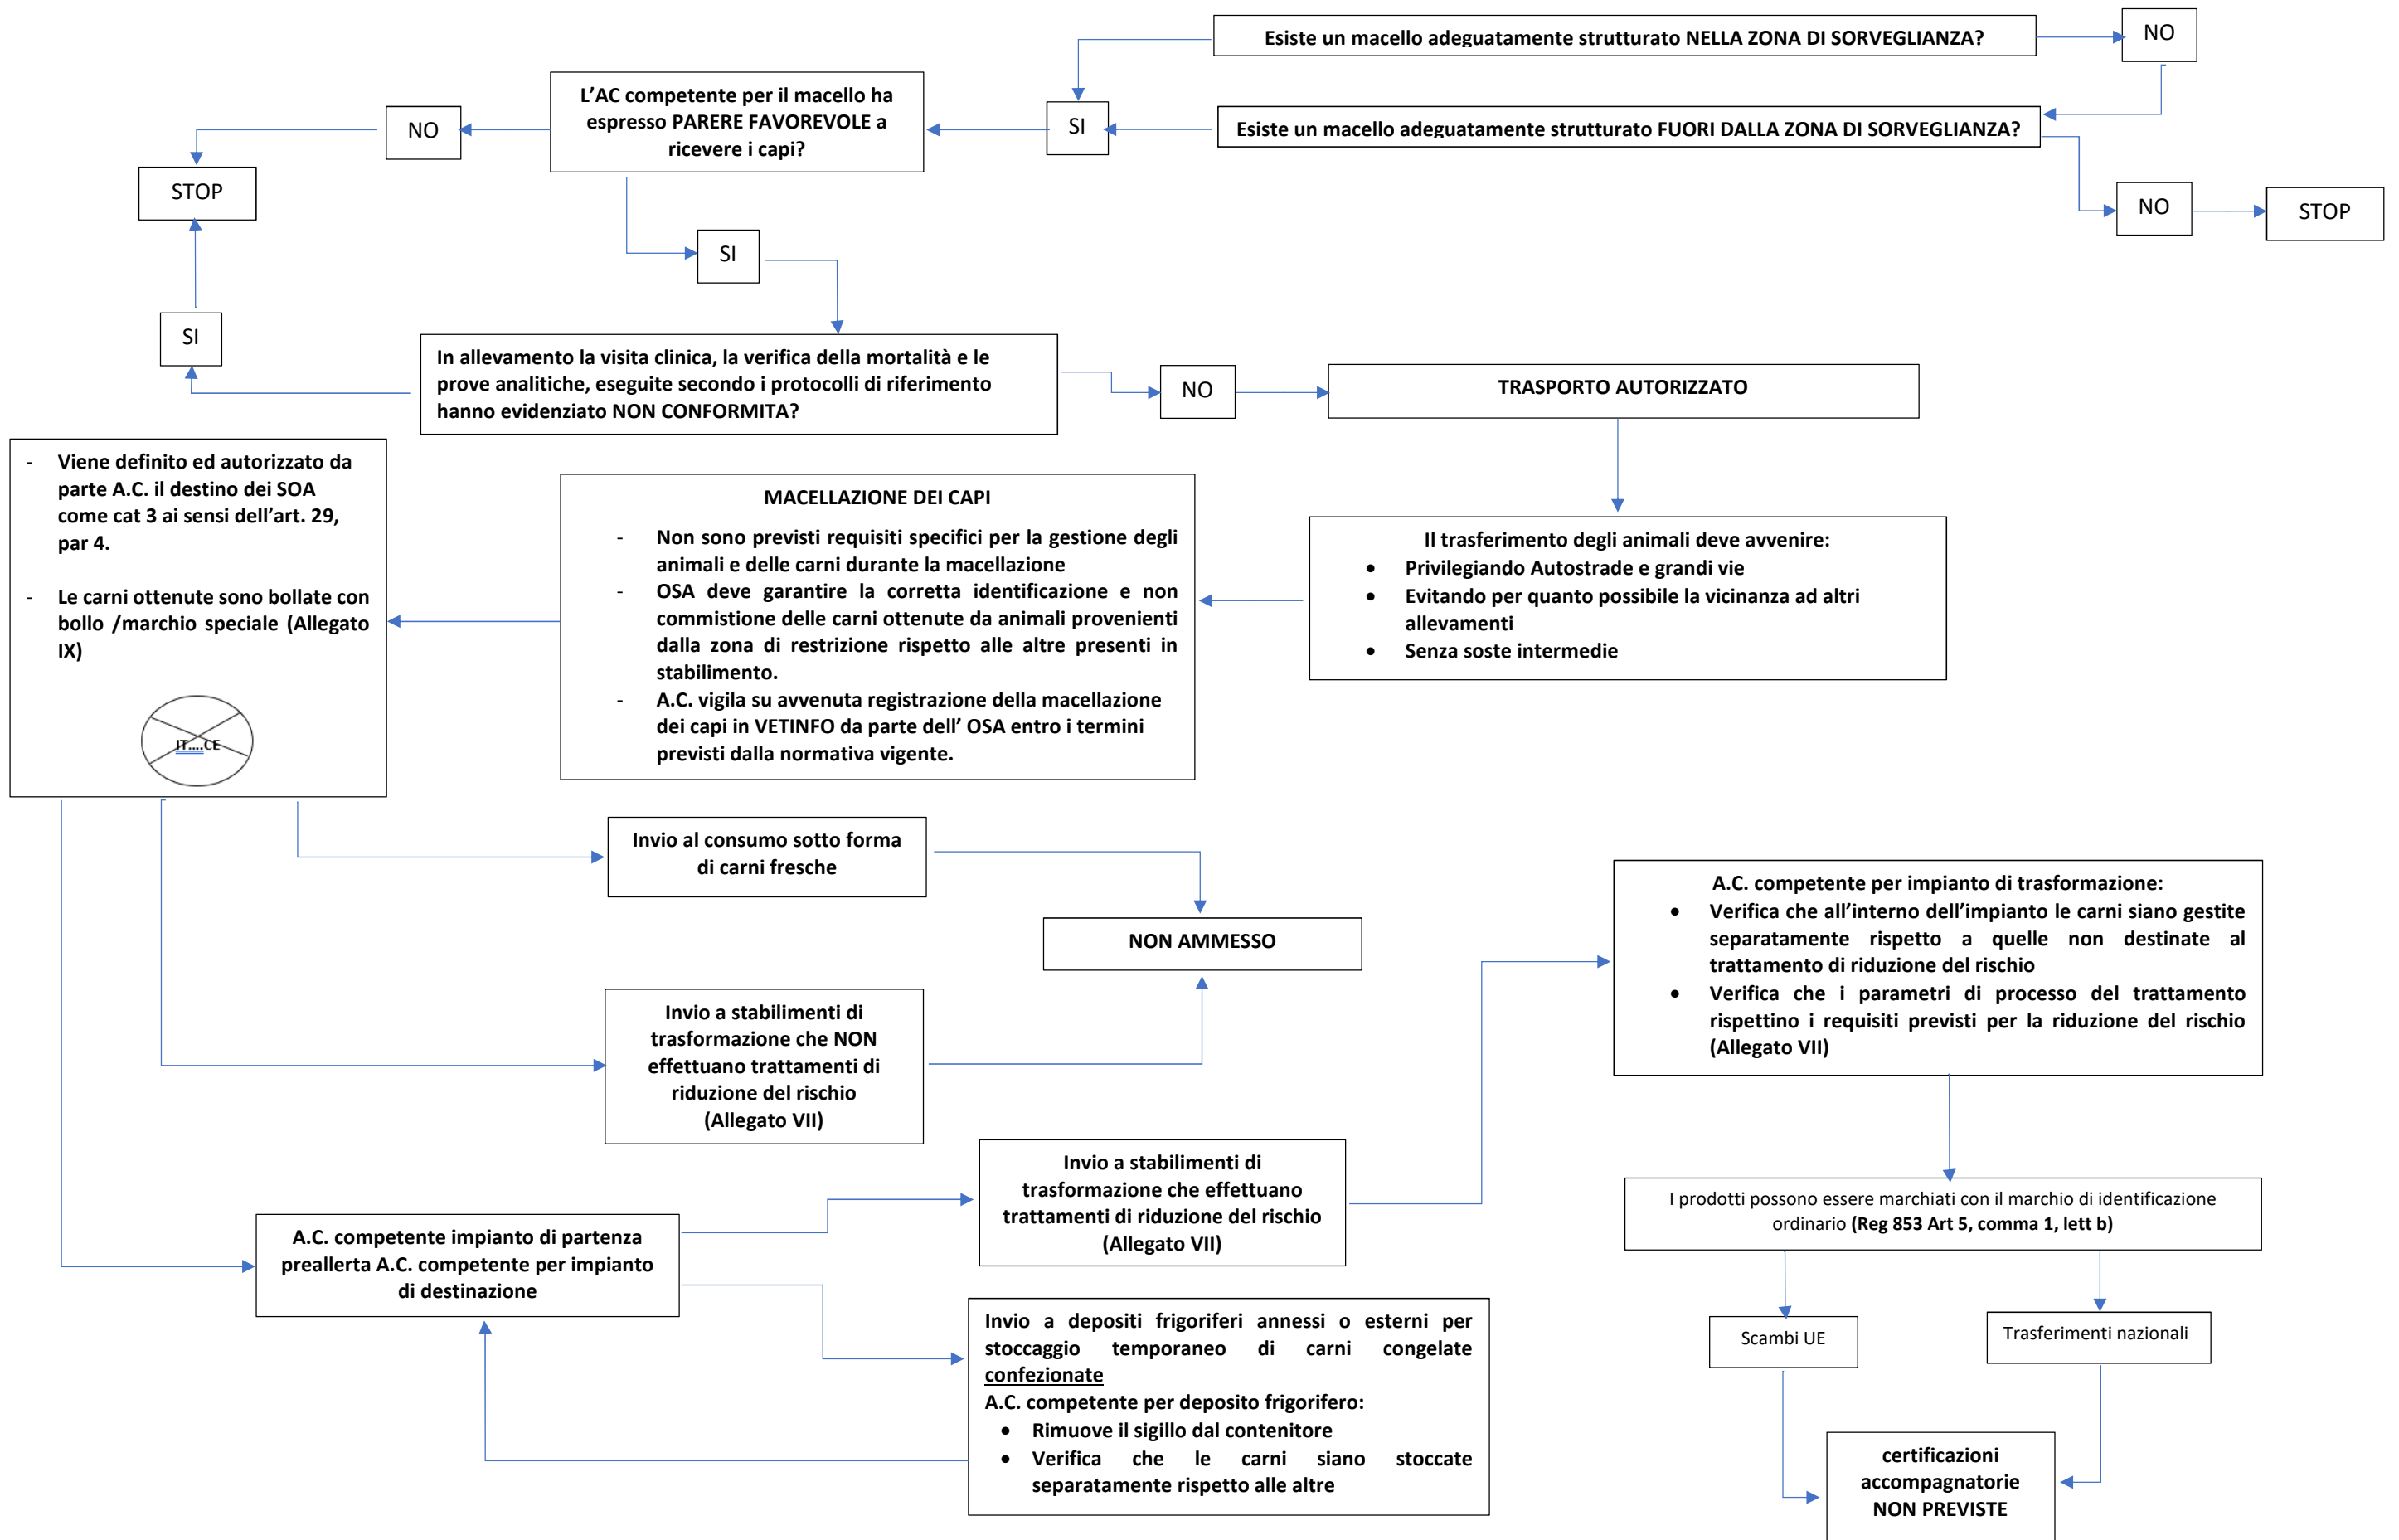 Esiste un macello adeguatamente strutturato NELLA ZONA DI SORVEGLIANZA?
NO
L’AC competente per il macello ha
espresso PARERE FAVOREVOLE a
ricevere i capi?
NO
SI
Esiste un macello adeguatamente strutturato FUORI DALLA ZONA DI SORVEGLIANZA?
STOP
NO
STOP
SI
SI
In allevamento la visita clinica, la verifica della mortalità e le
prove analitiche, eseguite secondo i protocolli di riferimento
hanno evidenziato NON CONFORMITA?
NO
TRASPORTO AUTORIZZATO
- Viene definito ed autorizzato da
parte A.C. il destino dei SOA
come cat 3 ai sensi dell’art. 29,
par 4.
- Le carni ottenute sono bollate con
bollo /marchio speciale (Allegato
IX)
IT....CE
MACELLAZIONE DEI CAPI
- Non sono previsti requisiti specifici per la gestione degli
animali e delle carni durante la macellazione
- OSA deve garantire la corretta identificazione e non
commistione delle carni ottenute da animali provenienti
dalla zona di restrizione rispetto alle altre presenti in
stabilimento.
- A.C. vigila su avvenuta registrazione della macellazione
dei capi in VETINFO da parte dell’ OSA entro i termini
previsti dalla normativa vigente.
Il trasferimento degli animali deve avvenire:
• Privilegiando Autostrade e grandi vie
• Evitando per quanto possibile la vicinanza ad altri
allevamenti
• Senza soste intermedie
Invio al consumo sotto forma
di carni fresche
NON AMMESSO
Invio a stabilimenti di
trasformazione che NON
effettuano trattamenti di
riduzione del rischio
(Allegato VII)
A.C. competente per impianto di trasformazione:
• Verifica che all’interno dell’impianto le carni siano gestite
separatamente rispetto a quelle non destinate al
trattamento di riduzione del rischio
• Verifica che i parametri di processo del trattamento
rispettino i requisiti previsti per la riduzione del rischio
(Allegato VII)
Invio a stabilimenti di
trasformazione che effettuano
trattamenti di riduzione del rischio
(Allegato VII)
A.C. competente impianto di partenza
preallerta A.C. competente per impianto
di destinazione
I prodotti possono essere marchiati con il marchio di identificazione
ordinario (Reg 853 Art 5, comma 1, lett b)
Invio a depositi frigoriferi annessi o esterni per
stoccaggio temporaneo di carni congelate
confezionate
A.C. competente per deposito frigorifero:
• Rimuove il sigillo dal contenitore
• Verifica che le carni siano stoccate
separatamente rispetto alle altre
Scambi UE
Trasferimenti nazionali
certificazioni
accompagnatorie
NON PREVISTE